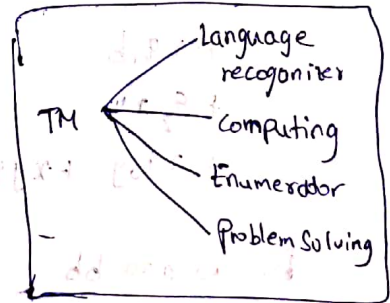 Language
recogonizer
TM
Computing
Enumerator
Problem Solving